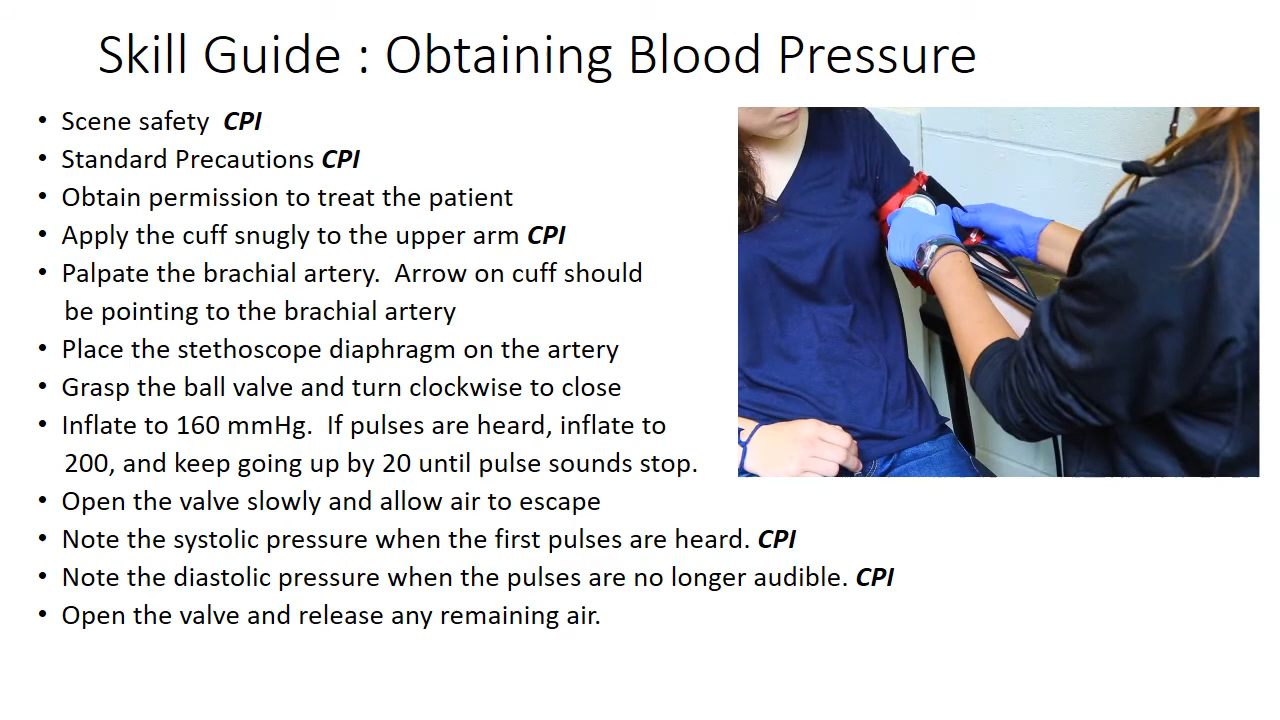 Skill Guide : Obtaining Blood Pressure
• Scene safety CPI
• Standard Precautions CPI
• Obtain permission to treat the patient
• Apply the cuff snugly to the upper arm CPI
• Palpate the brachial artery. Arrow on cuff should
be pointing to the brachial artery
• Place the stethoscope diaphragm on the artery
• Grasp the ball valve and turn clockwise to close
• Inflate to 160 mmHg. If pulses are heard, inflate to
200, and keep going up by 20 until pulse sounds stop.
• Open the valve slowly and allow air to escape
• Note the systolic pressure when the first pulses are heard. CPI
• Note the diastolic pressure when the pulses are no longer audible. CPI
• Open the valve and release any remaining air.